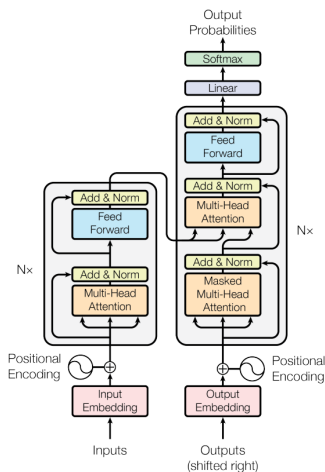 Output
Probabilities
Softmax
Linear
Add & Norm
Feed
Forward
Add & Norm
Multi-Head
Attention
Add & Norm
Masked
Multi-Head
Attention
N×
Add & Norm
Feed
Forward
N×
Add & Norm
Multi-Head
Attention
Positional
Encoding
Positional
Encoding
Input
Embedding
Output
Embedding
Inputs
Outputs
(shifted right)